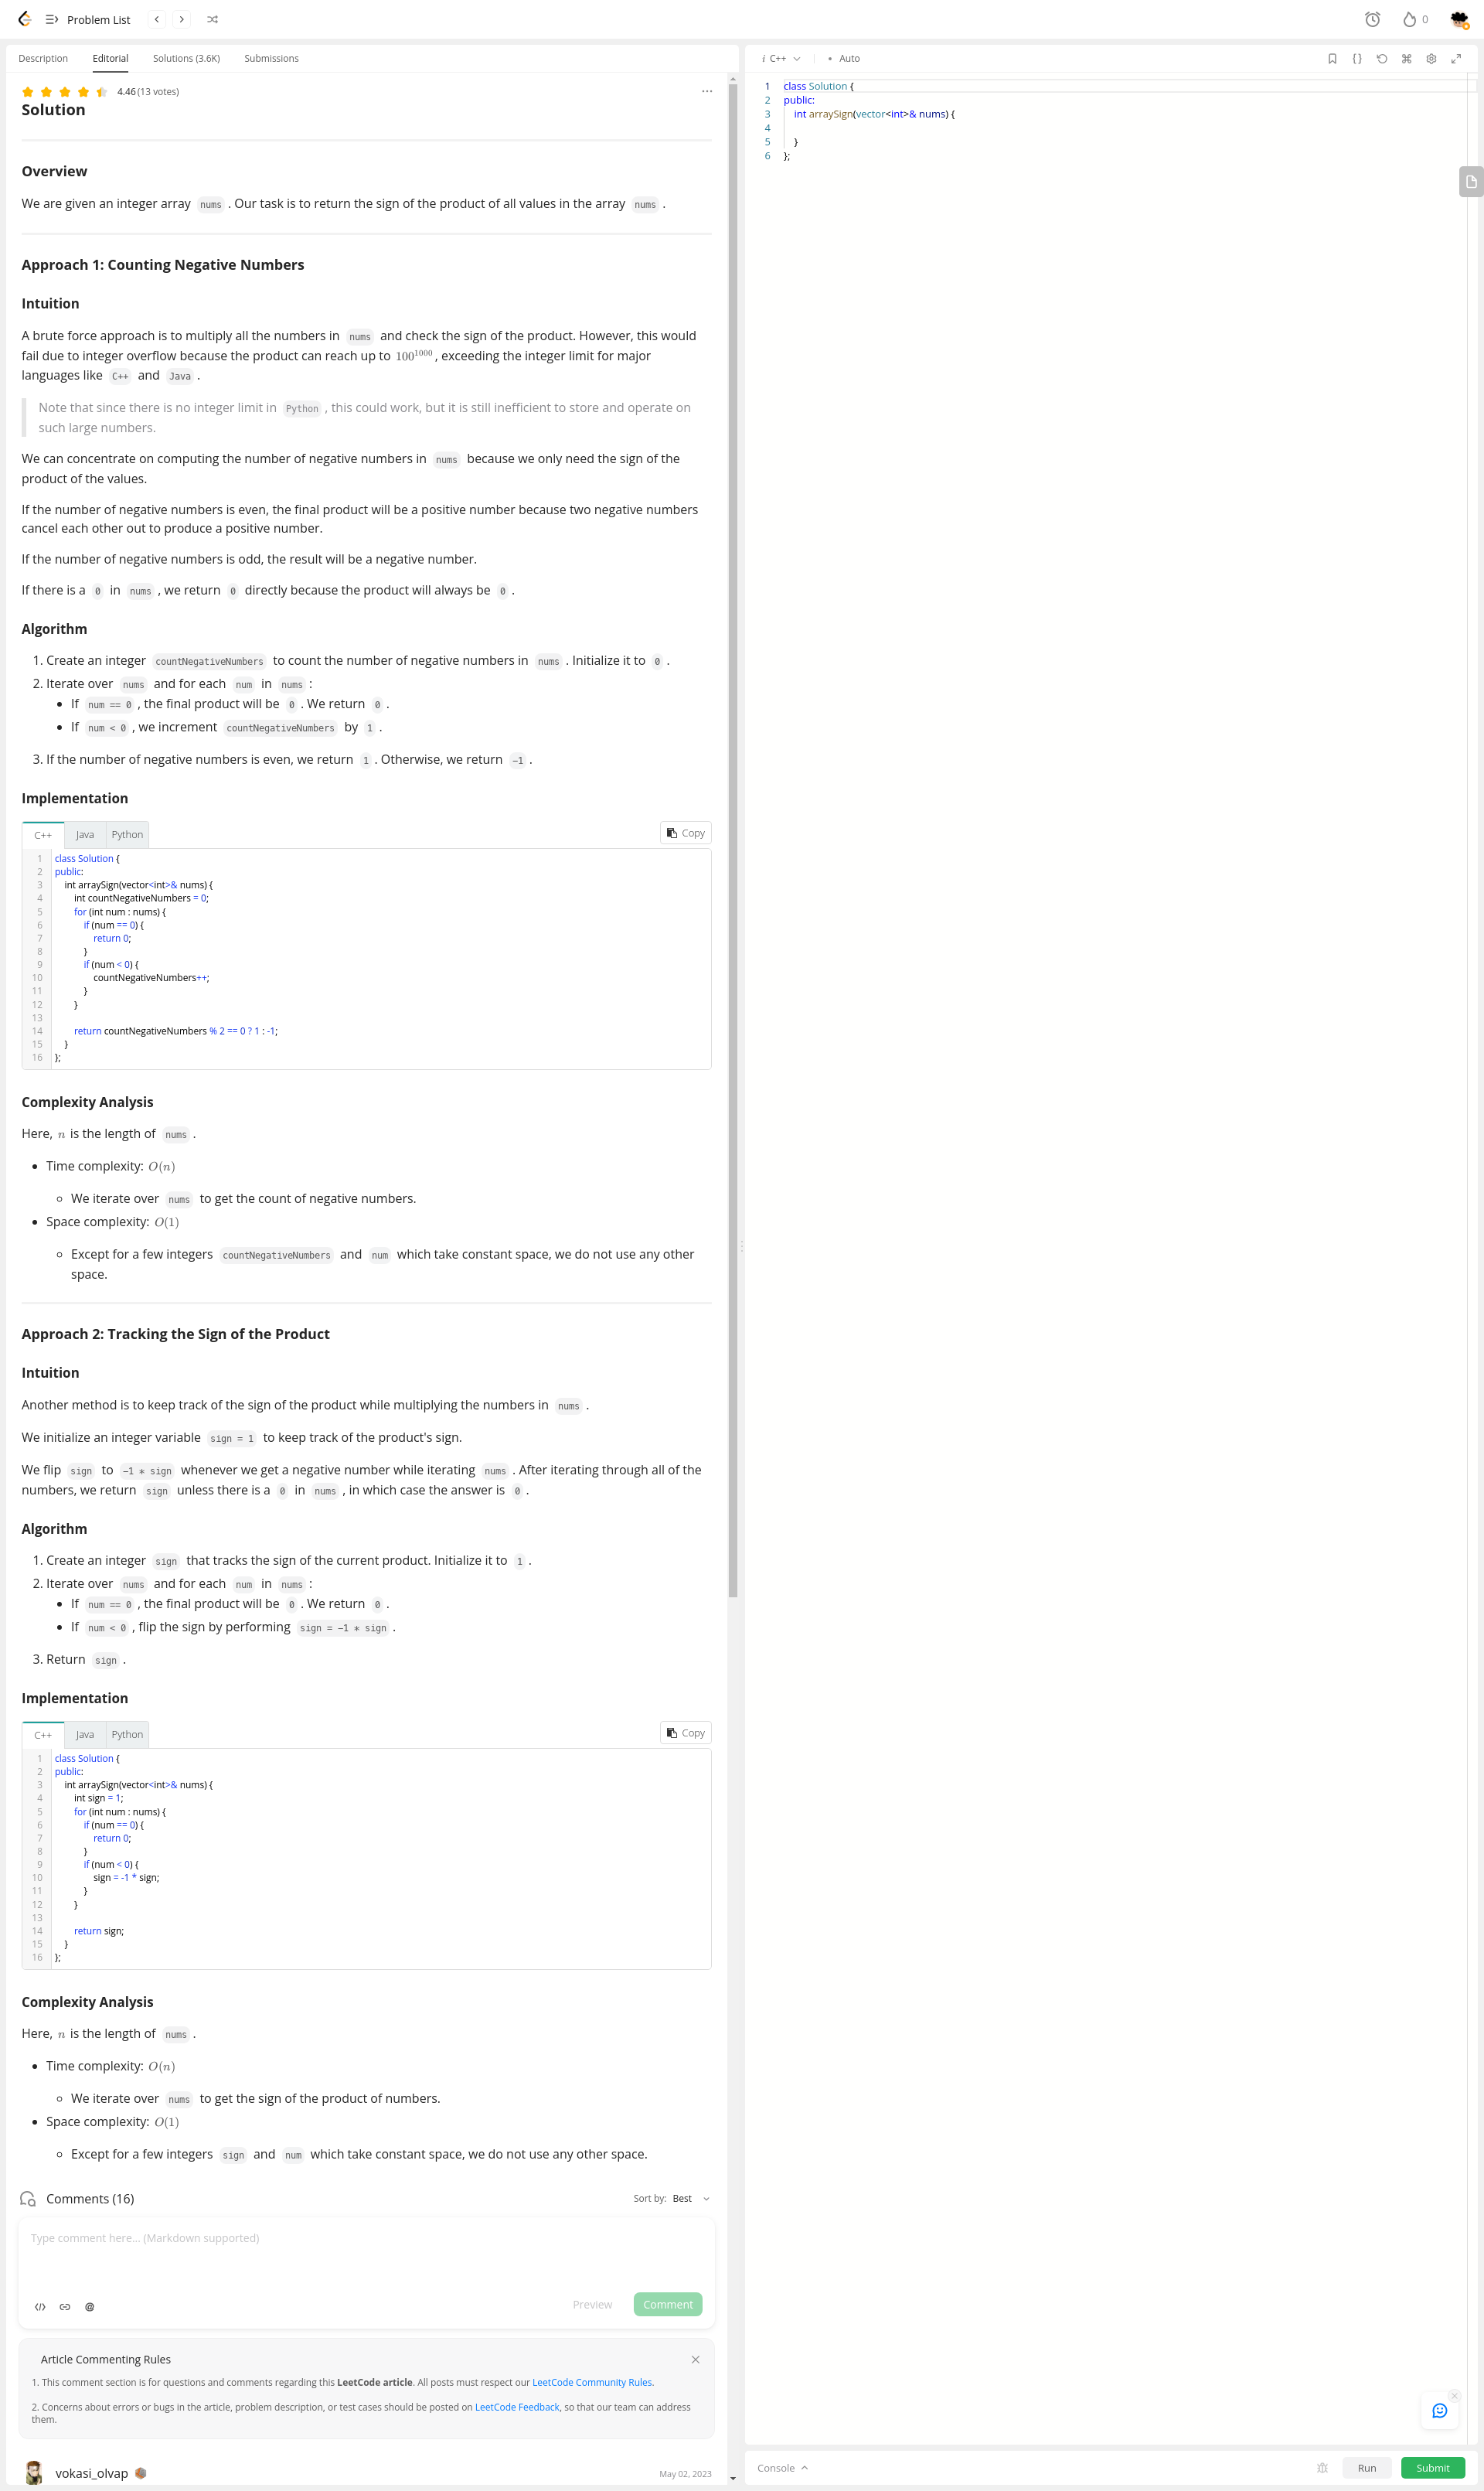 Problem List
0
Description Editorial Solutions (3.6K) Submissions
4.46 (13 votes)
Solution
Overview
We are given an integer array nums . Our task is to return the sign of the product of all values in the array nums .
Approach 1: Counting Negative Numbers
Intuition
A brute force approach is to multiply all the numbers in nums and check the sign of the product. However, this would
fail due to integer overflow because the product can reach up to 100^1000 , exceeding the integer limit for major
languages like C++ and Java .
Note that since there is no integer limit in Python , this could work, but it is still inefficient to store and operate on
such large numbers.
We can concentrate on computing the number of negative numbers in nums because we only need the sign of the
product of the values.
If the number of negative numbers is even, the final product will be a positive number because two negative numbers
cancel each other out to produce a positive number.
If the number of negative numbers is odd, the result will be a negative number.
If there is a 0 in nums , we return 0 directly because the product will always be 0 .
Algorithm
1. Create an integer countNegativeNumbers to count the number of negative numbers in nums . Initialize it to 0 .
2. Iterate over nums and for each num in nums :
• If num == 0 , the final product will be 0 . We return 0 .
• If num < 0 , we increment countNegativeNumbers by 1 .
3. If the number of negative numbers is even, we return 1 . Otherwise, we return -1 .
Implementation
C++ Java Python Copy
1 class Solution {
2 public:
3 int arraySign(vector<int>& nums) {
4 int countNegativeNumbers = 0;
5 for (int num : nums) {
6 if (num == 0) {
7 return 0;
8 }
9 if (num < 0) {
10 countNegativeNumbers++;
11 }
12 }
13
14 return countNegativeNumbers % 2 == 0 ? 1 : -1;
15 }
16 };
Complexity Analysis
Here, n is the length of nums .
• Time complexity: O(n)
◦ We iterate over nums to get the count of negative numbers.
• Space complexity: O(1)
◦ Except for a few integers countNegativeNumbers and num which take constant space, we do not use any other
space.
Approach 2: Tracking the Sign of the Product
Intuition
Another method is to keep track of the sign of the product while multiplying the numbers in nums .
We initialize an integer variable sign = 1 to keep track of the product's sign.
We flip sign to -1 * sign whenever we get a negative number while iterating nums . After iterating through all of the
numbers, we return sign unless there is a 0 in nums , in which case the answer is 0 .
Algorithm
1. Create an integer sign that tracks the sign of the current product. Initialize it to 1 .
2. Iterate over nums and for each num in nums :
• If num == 0 , the final product will be 0 . We return 0 .
• If num < 0 , flip the sign by performing sign = -1 * sign .
3. Return sign .
Implementation
C++ Java Python Copy
1 class Solution {
2 public:
3 int arraySign(vector<int>& nums) {
4 int sign = 1;
5 for (int num : nums) {
6 if (num == 0) {
7 return 0;
8 }
9 if (num < 0) {
10 sign = -1 * sign;
11 }
12 }
13
14 return sign;
15 }
16 };
Complexity Analysis
Here, n is the length of nums .
• Time complexity: O(n)
◦ We iterate over nums to get the sign of the product of numbers.
• Space complexity: O(1)
◦ Except for a few integers sign and num which take constant space, we do not use any other space.
Comments (16) Sort by: Best
Type comment here... (Markdown supported)
Preview Comment
Article Commenting Rules
1. This comment section is for questions and comments regarding this LeetCode article. All posts must respect our LeetCode Community Rules.
2. Concerns about errors or bugs in the article, problem description, or test cases should be posted on LeetCode Feedback, so that our team can address
them.
vokasi_olvap May 02, 2023
i C++ • Auto
1 class Solution {
2 public:
3 int arraySign(vector<int>& nums) {
4
5 }
6 };
Console Run Submit